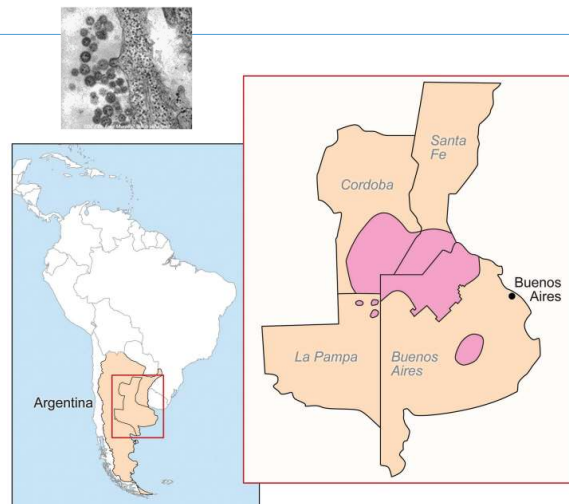 Santa
Fe
Cordoba
Buenos
Aires
La Pampa
Buenos
Aires
Argentina